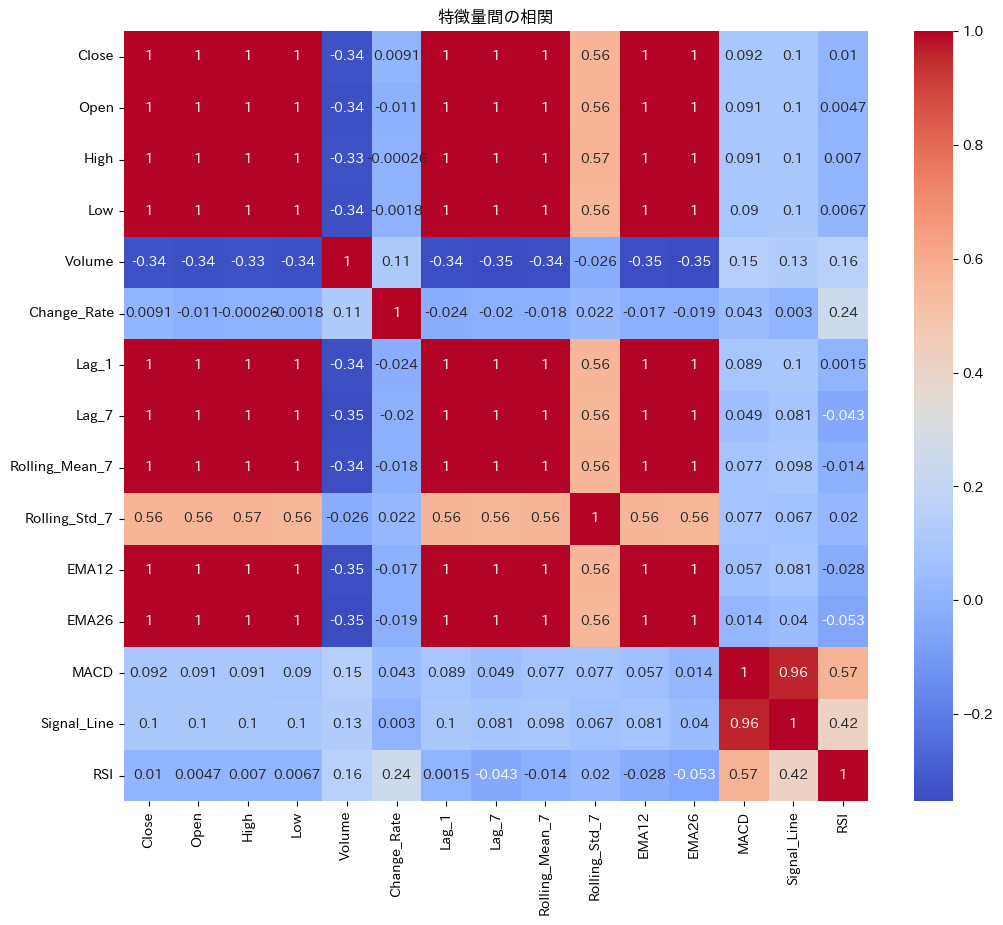 特徴量間の相関
Close 1 1 1 1 -0.34 0.0091 1 1 1 0.56 1 1 0.092 0.1 0.01
Open 1 1 1 1 -0.34 -0.011 1 1 1 0.56 1 1 0.091 0.1 0.0047
High 1 1 1 1 -0.33 -0.00026 1 1 1 0.57 1 1 0.091 0.1 0.007
Low 1 1 1 1 -0.34 -0.0018 1 1 1 0.56 1 1 0.09 0.1 0.0067
Volume -0.34 -0.34 -0.33 -0.34 1 0.11 -0.34 -0.35 -0.34 -0.026 -0.35 -0.35 0.15 0.13 0.16
Change_Rate 0.0091 -0.011 -0.00026 -0.0018 0.11 1 -0.024 -0.02 -0.018 0.022 -0.017 -0.019 0.043 0.003 0.24
Lag_1 1 1 1 1 -0.34 -0.024 1 1 1 0.56 1 1 0.089 0.1 0.0015
Lag_7 1 1 1 1 -0.35 -0.02 1 1 1 0.56 1 1 0.049 0.081 -0.043
Rolling_Mean_7 1 1 1 1 -0.34 -0.018 1 1 1 0.56 1 1 0.077 0.098 -0.014
Rolling_Std_7 0.56 0.56 0.57 0.56 -0.026 0.022 0.56 0.56 0.56 1 0.56 0.56 0.077 0.067 0.02
EMA12 1 1 1 1 -0.35 -0.017 1 1 1 0.56 1 1 0.057 0.081 -0.028
EMA26 1 1 1 1 -0.35 -0.019 1 1 1 0.56 1 1 0.014 0.04 -0.053
MACD 0.092 0.091 0.091 0.09 0.15 0.043 0.089 0.049 0.077 0.077 0.057 0.014 1 0.96 0.57
Signal_Line 0.1 0.1 0.1 0.1 0.13 0.003 0.1 0.081 0.098 0.067 0.081 0.04 0.96 1 0.42
RSI 0.01 0.0047 0.007 0.0067 0.16 0.24 0.0015 -0.043 -0.014 0.02 -0.028 -0.053 0.57 0.42 1
Close Open High Low Volume Change_Rate Lag_1 Lag_7 Rolling_Mean_7 Rolling_Std_7 EMA12 EMA26 MACD Signal_Line RSI
1.0
0.8
0.6
0.4
0.2
0.0
−0.2